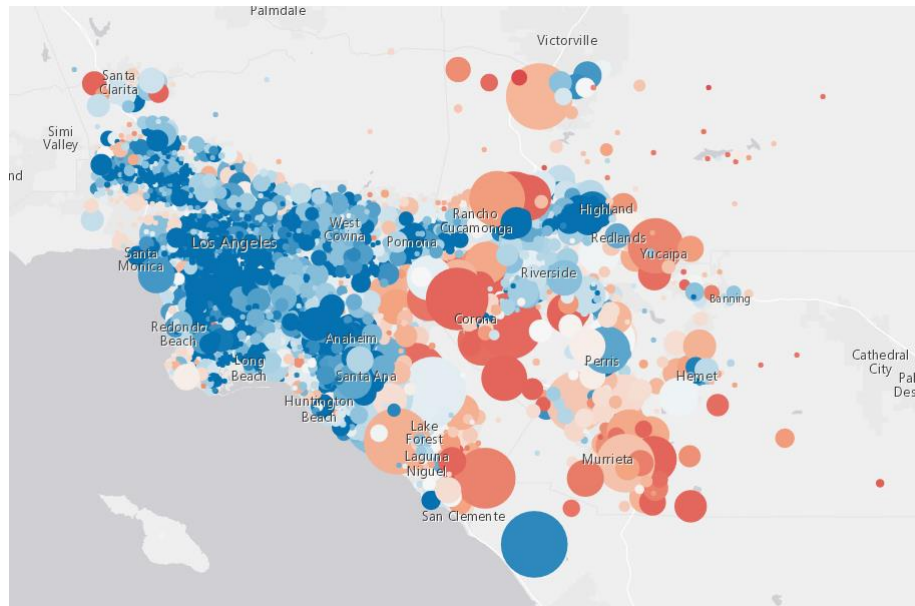 Palmdale
Victorville
Santa
Clarita
Simi
Valley
nd
West
Covina
Rancho
Cucamonga
Highland
Los Angeles
Pomona
Redlands
Yucaipa
Santa
Monica
Riverside
Banning
Redondo
Beach
Corona
Anaheim
Long
Beach
Santa Ana
Perris
Hemet
Cathedral
City
Pal
Des
Huntington
Beach
Lake
Forest
Laguna
Niguel
Murrieta
San Clemente